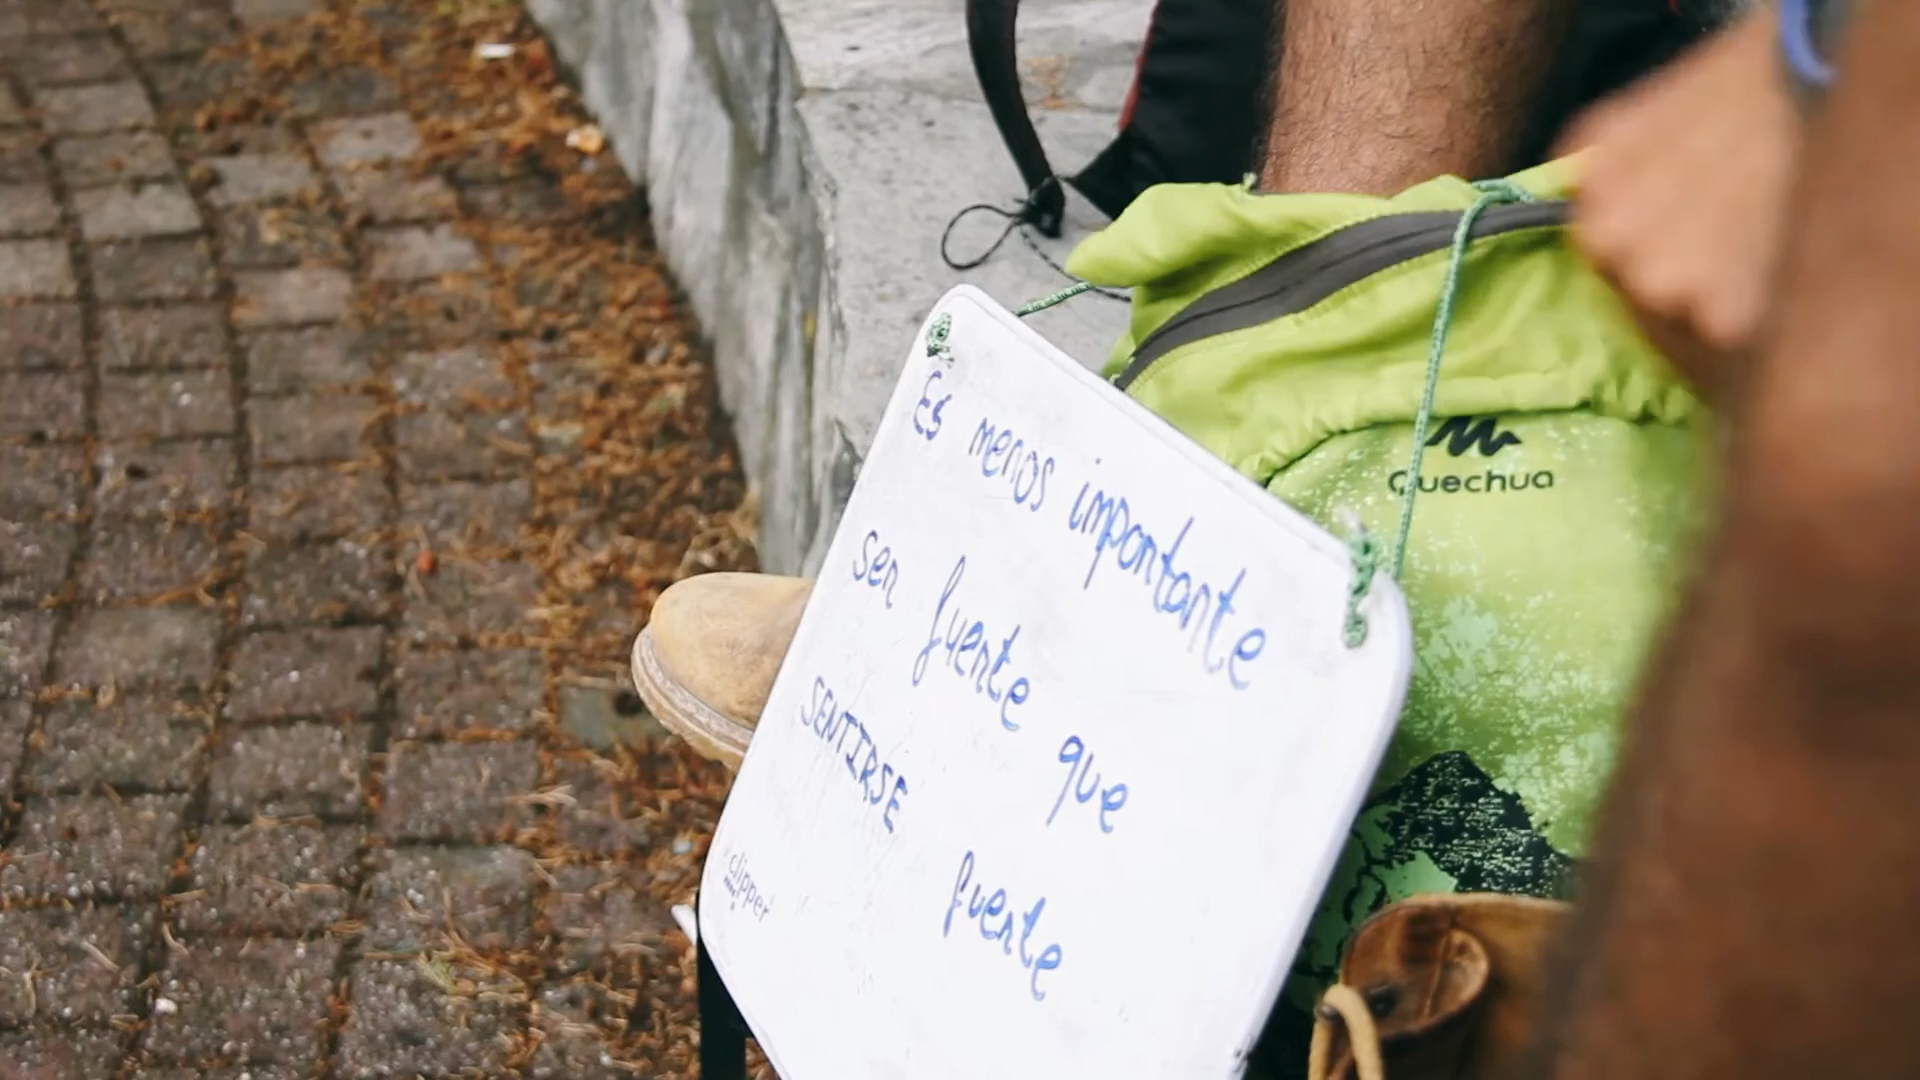 Es menos importante
ser fuerte que
SENTIRSE
fuerte
clipper
Quechua